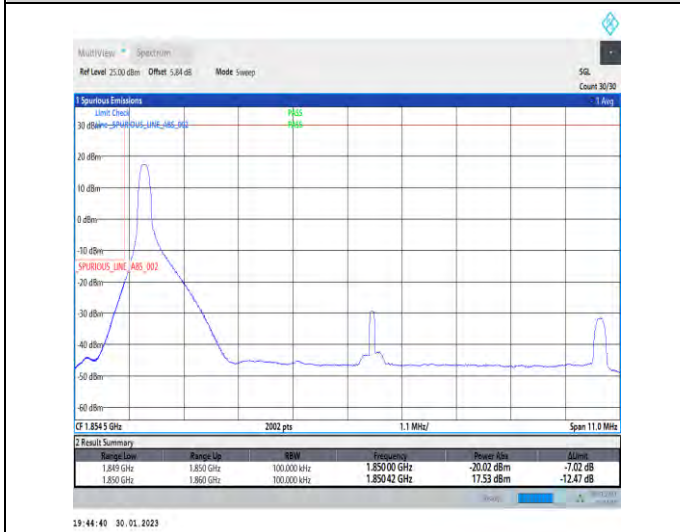 MultiView Spectrum
Ref Level 25.00 dBm Offset 5.84 dB Mode Sweep SGL
Count 30/30
1 Spurious Emissions 1 Avg
Limit Check PASS
30 dBm Line _SPURIOUS_LINE_ABS_002 PASS
20 dBm
10 dBm
0 dBm
-10 dBm
_SPURIOUS_LINE_ABS_002
-20 dBm
-30 dBm
-40 dBm
-50 dBm
-60 dBm
CF 1.854 5 GHz 2002 pts 1.1 MHz/ Span 11.0 MHz
2 Result Summary
Range Low Range Up RBW Frequency Power Abs ΔLimit
1.849 GHz 1.850 GHz 100.000 kHz 1.850 00 GHz -20.02 dBm -7.02 dB
1.850 GHz 1.860 GHz 100.000 kHz 1.850 42 GHz 17.53 dBm -12.47 dB
Ready
19:44:40 30.01.2023